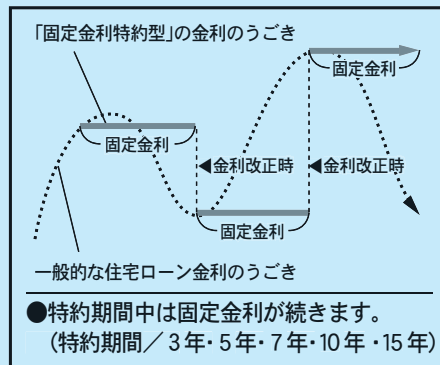 「固定金利特約型」の金利のうごき
固定金利
固定金利
◀金利改正時
◀金利改正時
固定金利
一般的な住宅ローン金利のうごき
●特約期間中は固定金利が続きます。
(特約期間／3年・5年・7年・10年・15年)